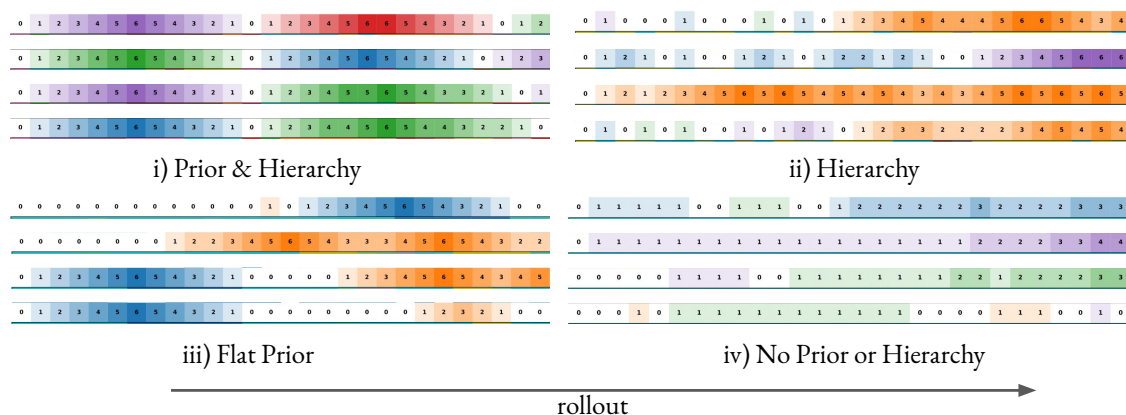 0 1 2 3 4 5 6 5 4 3 2 1 0 1 2 3 4 5 6 6 5 4 3 2 1 0 1 2
0 1 2 3 4 5 6 5 4 3 2 1 0 1 2 3 4 5 6 5 4 3 2 1 0 1 2 3
0 1 2 3 4 5 6 5 4 3 2 1 0 1 2 3 4 5 5 6 5 4 3 3 2 1 0 1
0 1 2 3 4 5 6 5 4 3 2 1 0 1 2 3 4 4 5 6 5 4 4 3 2 2 1 0
i) Prior & Hierarchy
0 1 0 0 0 1 0 0 0 1 0 1 0 1 2 3 4 5 4 4 4 5 6 6 5 4 3 4
0 1 2 1 0 1 0 0 1 2 1 0 1 2 2 1 2 1 0 0 1 2 3 4 5 6 6 6
0 1 2 1 2 3 4 5 6 5 6 5 4 5 4 5 4 3 4 3 4 5 6 5 6 5 6 5
0 1 0 1 0 1 0 0 1 0 1 2 1 0 1 2 3 3 2 2 2 2 3 4 5 4 5 4
ii) Hierarchy
0 0 0 0 0 0 0 0 0 0 0 0 0 1 0 1 2 3 4 5 6 5 4 3 2 1 0 0
0 0 0 0 0 0 0 0 1 2 2 3 4 5 6 5 4 3 3 3 4 5 6 5 4 3 2 2
0 1 2 3 4 5 6 5 4 3 2 1 0 0 0 0 0 1 2 3 4 5 6 5 4 3 4 5
0 1 2 3 4 5 6 5 4 3 2 1 0 0 0 0 0 0 0 0 0 1 2 3 2 1 0 0
iii) Flat Prior
0 1 1 1 1 1 0 0 1 1 1 0 0 1 2 2 2 2 2 2 3 2 2 2 2 3 3 3
0 1 1 1 1 1 1 1 1 1 1 1 1 1 1 1 1 1 1 1 2 2 2 2 3 3 4 4
0 0 0 0 0 1 1 1 1 0 0 1 1 1 1 1 1 1 1 2 2 1 2 2 2 2 3 3
0 0 0 1 0 1 1 1 1 1 1 1 1 1 1 1 1 0 0 0 0 1 1 1 0 0 1 0
iv) No Prior or Hierarchy
rollout